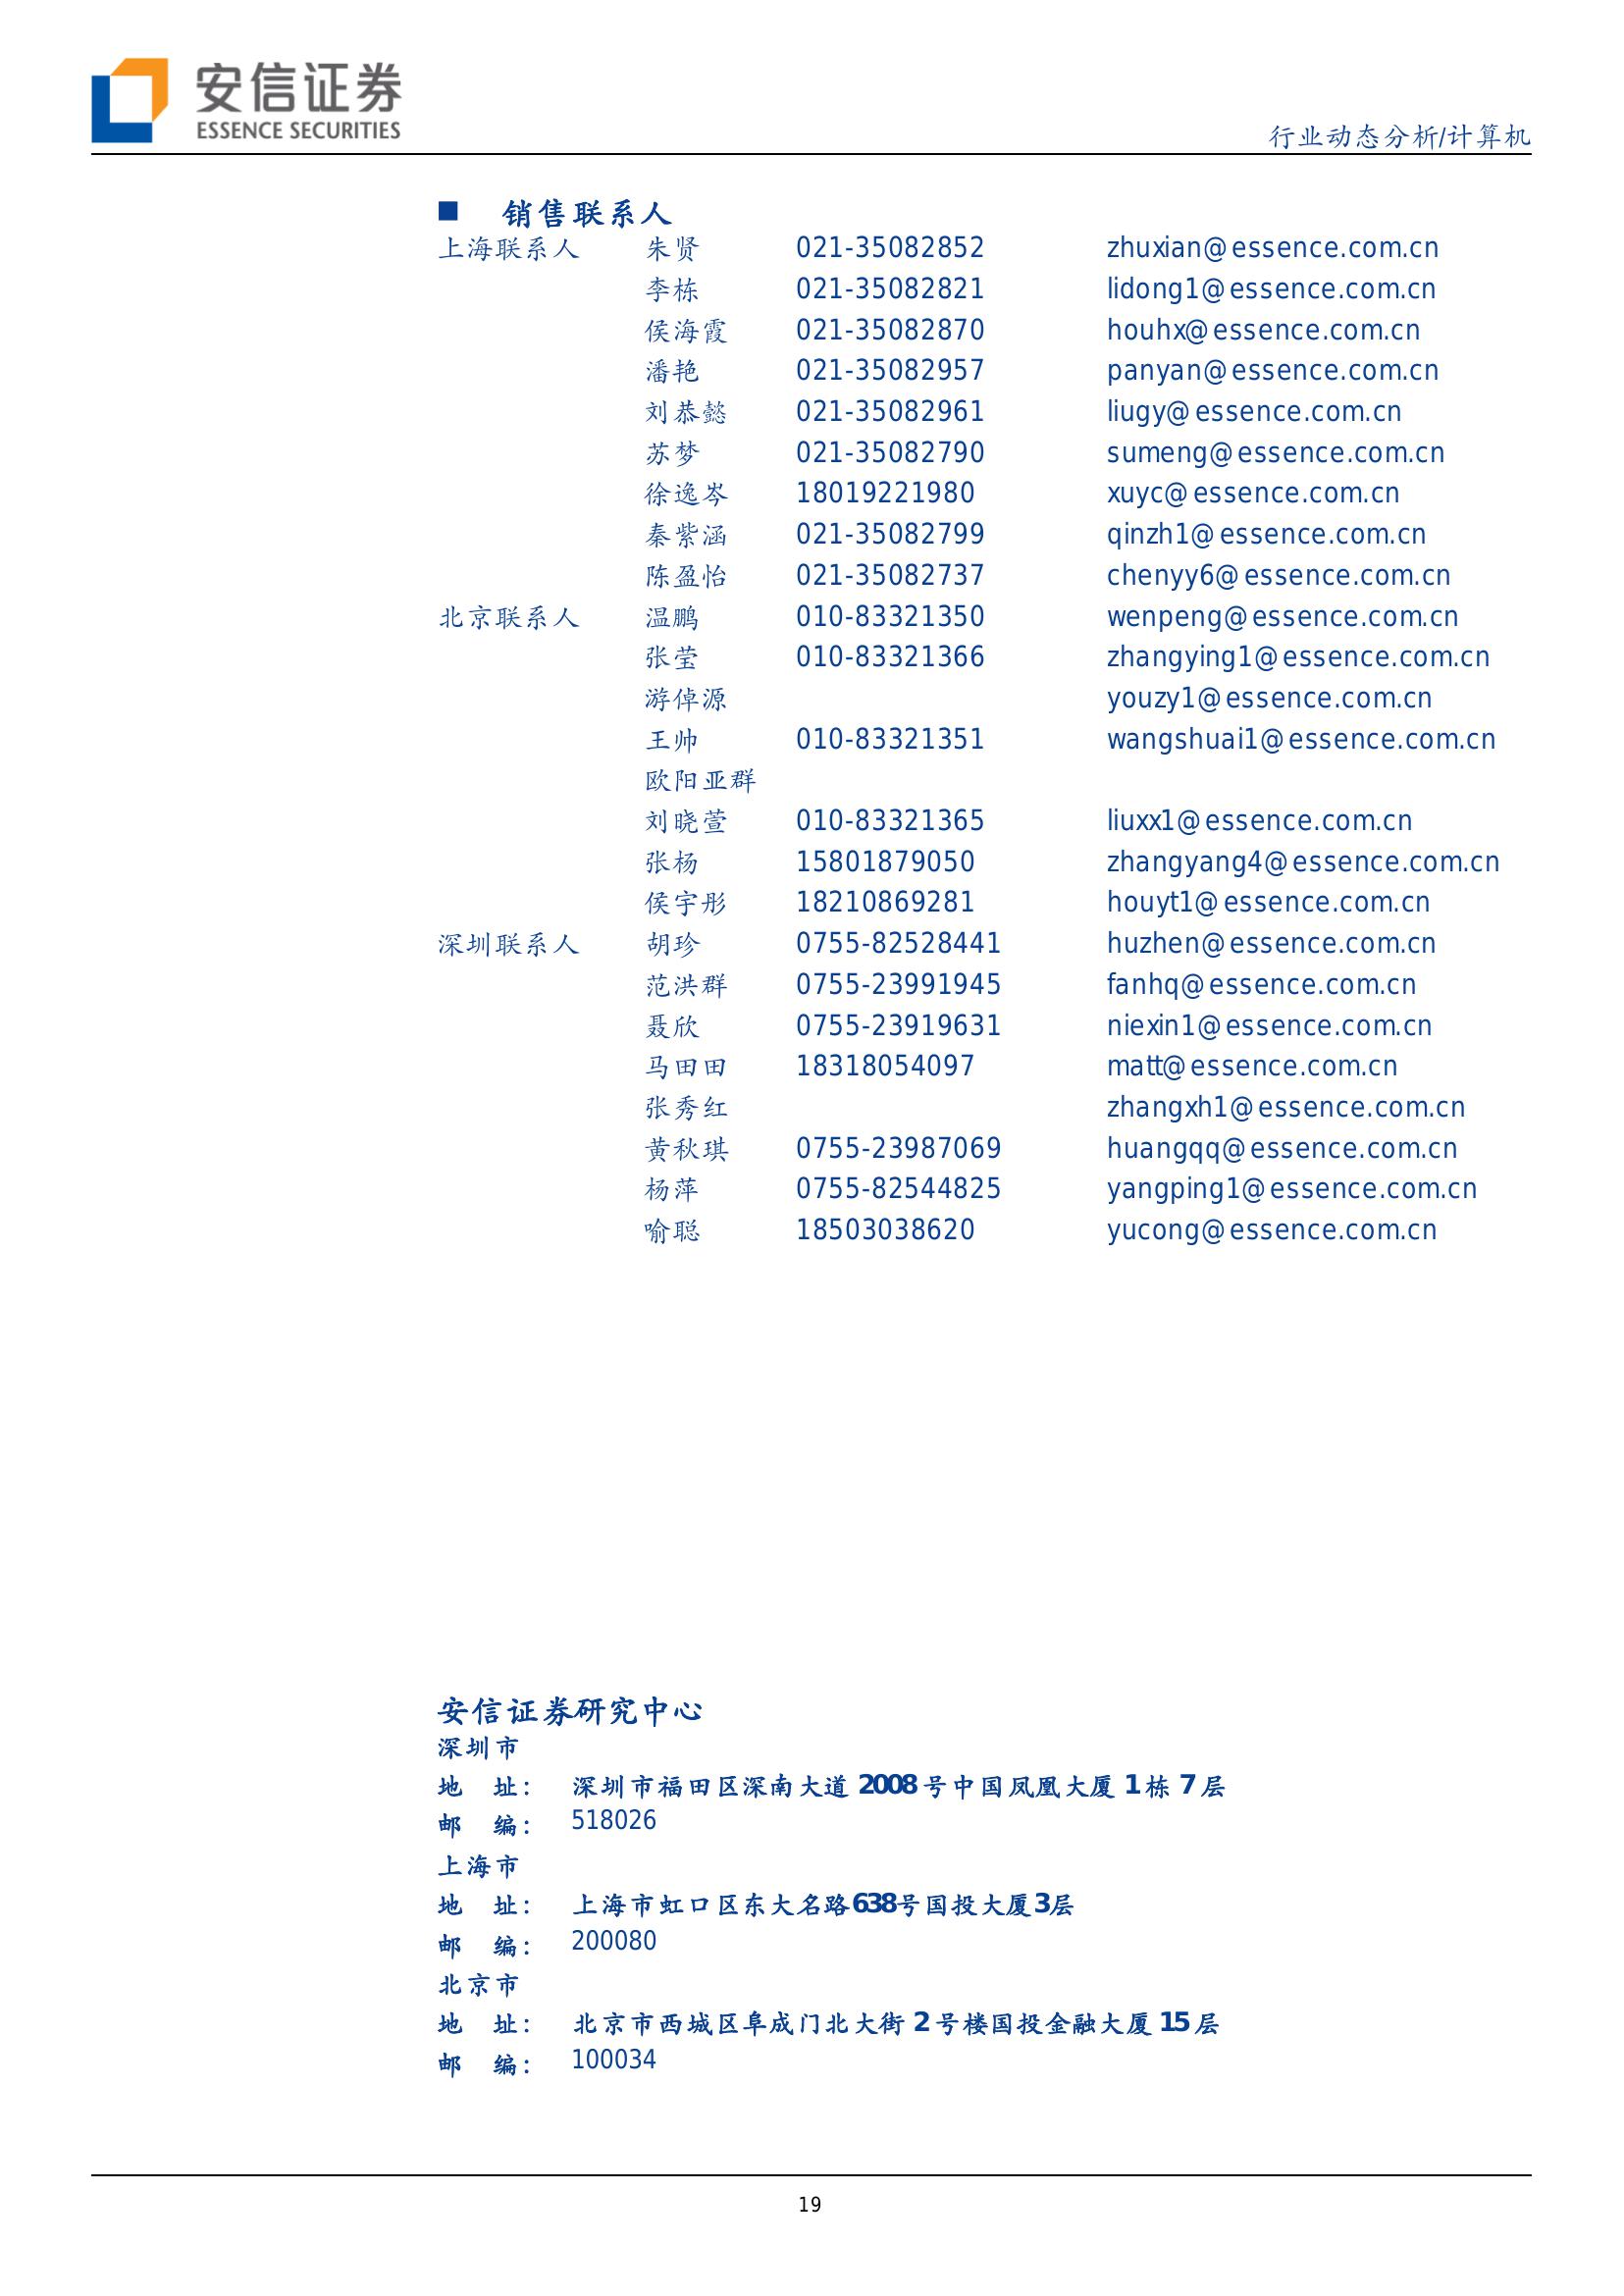 安信证券
ESSENCE SECURITIES
行业动态分析/计算机
■ 销售联系人
上海联系人 朱贤 021-35082852 zhuxian@essence.com.cn
李栋 021-35082821 lidong1@essence.com.cn
侯海霞 021-35082870 houhx@essence.com.cn
潘艳 021-35082957 panyan@essence.com.cn
刘恭懿 021-35082961 liugy@essence.com.cn
苏梦 021-35082790 sumeng@essence.com.cn
徐逸岑 18019221980 xuyc@essence.com.cn
秦紫涵 021-35082799 qinzh1@essence.com.cn
陈盈怡 021-35082737 chenyy6@essence.com.cn
北京联系人 温鹏 010-83321350 wenpeng@essence.com.cn
张莹 010-83321366 zhangying1@essence.com.cn
游倬源 youzy1@essence.com.cn
王帅 010-83321351 wangshuai1@essence.com.cn
欧阳亚群
刘晓萱 010-83321365 liuxx1@essence.com.cn
张杨 15801879050 zhangyang4@essence.com.cn
侯宇彤 18210869281 houyt1@essence.com.cn
深圳联系人 胡珍 0755-82528441 huzhen@essence.com.cn
范洪群 0755-23991945 fanhq@essence.com.cn
聂欣 0755-23919631 niexin1@essence.com.cn
马田田 18318054097 matt@essence.com.cn
张秀红 zhangxh1@essence.com.cn
黄秋琪 0755-23987069 huangqq@essence.com.cn
杨萍 0755-82544825 yangping1@essence.com.cn
喻聪 18503038620 yucong@essence.com.cn
安信证券研究中心
深圳市
地 址： 深圳市福田区深南大道 2008 号中国凤凰大厦 1 栋 7 层
邮 编： 518026
上海市
地 址： 上海市虹口区东大名路638号国投大厦3层
邮 编： 200080
北京市
地 址： 北京市西城区阜成门北大街 2 号楼国投金融大厦 15 层
邮 编： 100034
19